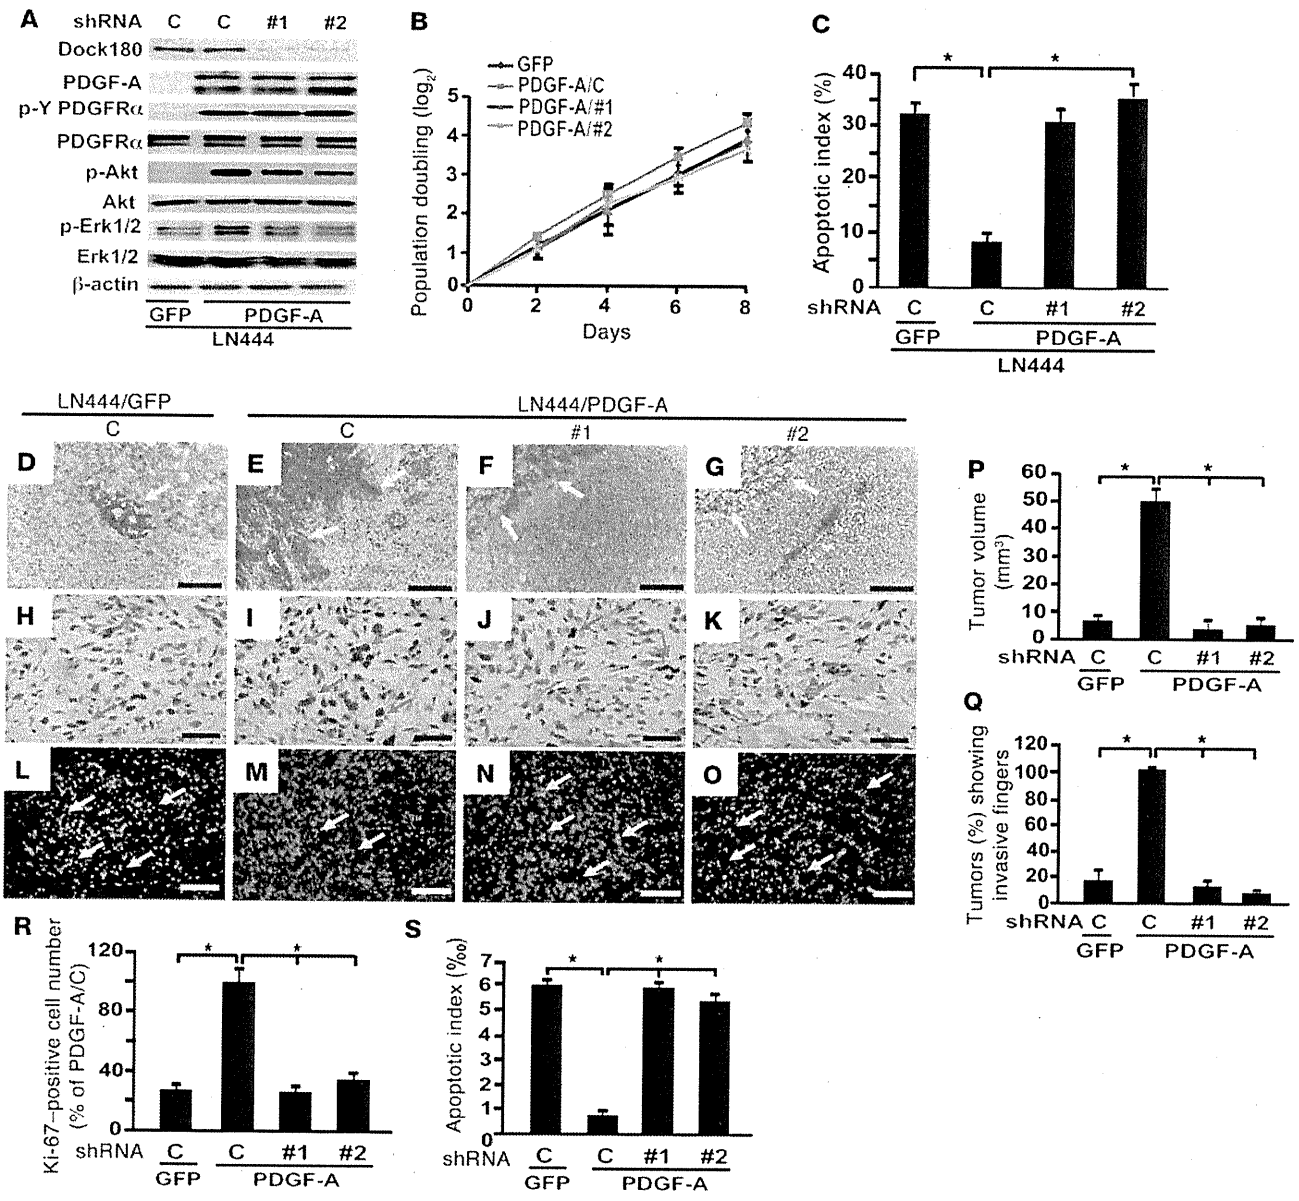 A
shRNA C C #1 #2
Dock180
PDGF-A
p-Y PDGFRα
PDGFRα
p-Akt
Akt
p-Erk1/2
Erk1/2
β-actin
GFP PDGF-A
LN444
B
GFP
PDGF-A/C
PDGF-A/#1
PDGF-A/#2
Population doubling (log2)
5
4
3
2
1
0
0 2 4 6 8
Days
C
Apoptotic index (%)
40
30
20
10
0
* *
shRNA C C #1 #2
GFP PDGF-A
LN444
LN444/GFP LN444/PDGF-A
C C #1 #2
D E F G
H I J K
L M N O
P
Tumor volume (mm³)
60
50
40
30
20
10
0
* *
shRNA C C #1 #2
GFP PDGF-A
Q
Tumors (%) showing invasive fingers
120
100
80
60
40
20
0
* *
shRNA C C #1 #2
GFP PDGF-A
R
Ki-67–positive cell number (% of PDGF-A/C)
120
80
40
0
* *
shRNA C C #1 #2
GFP PDGF-A
S
Apoptotic index (‰)
7
6
5
4
3
2
1
0
* *
shRNA C C #1 #2
GFP PDGF-A